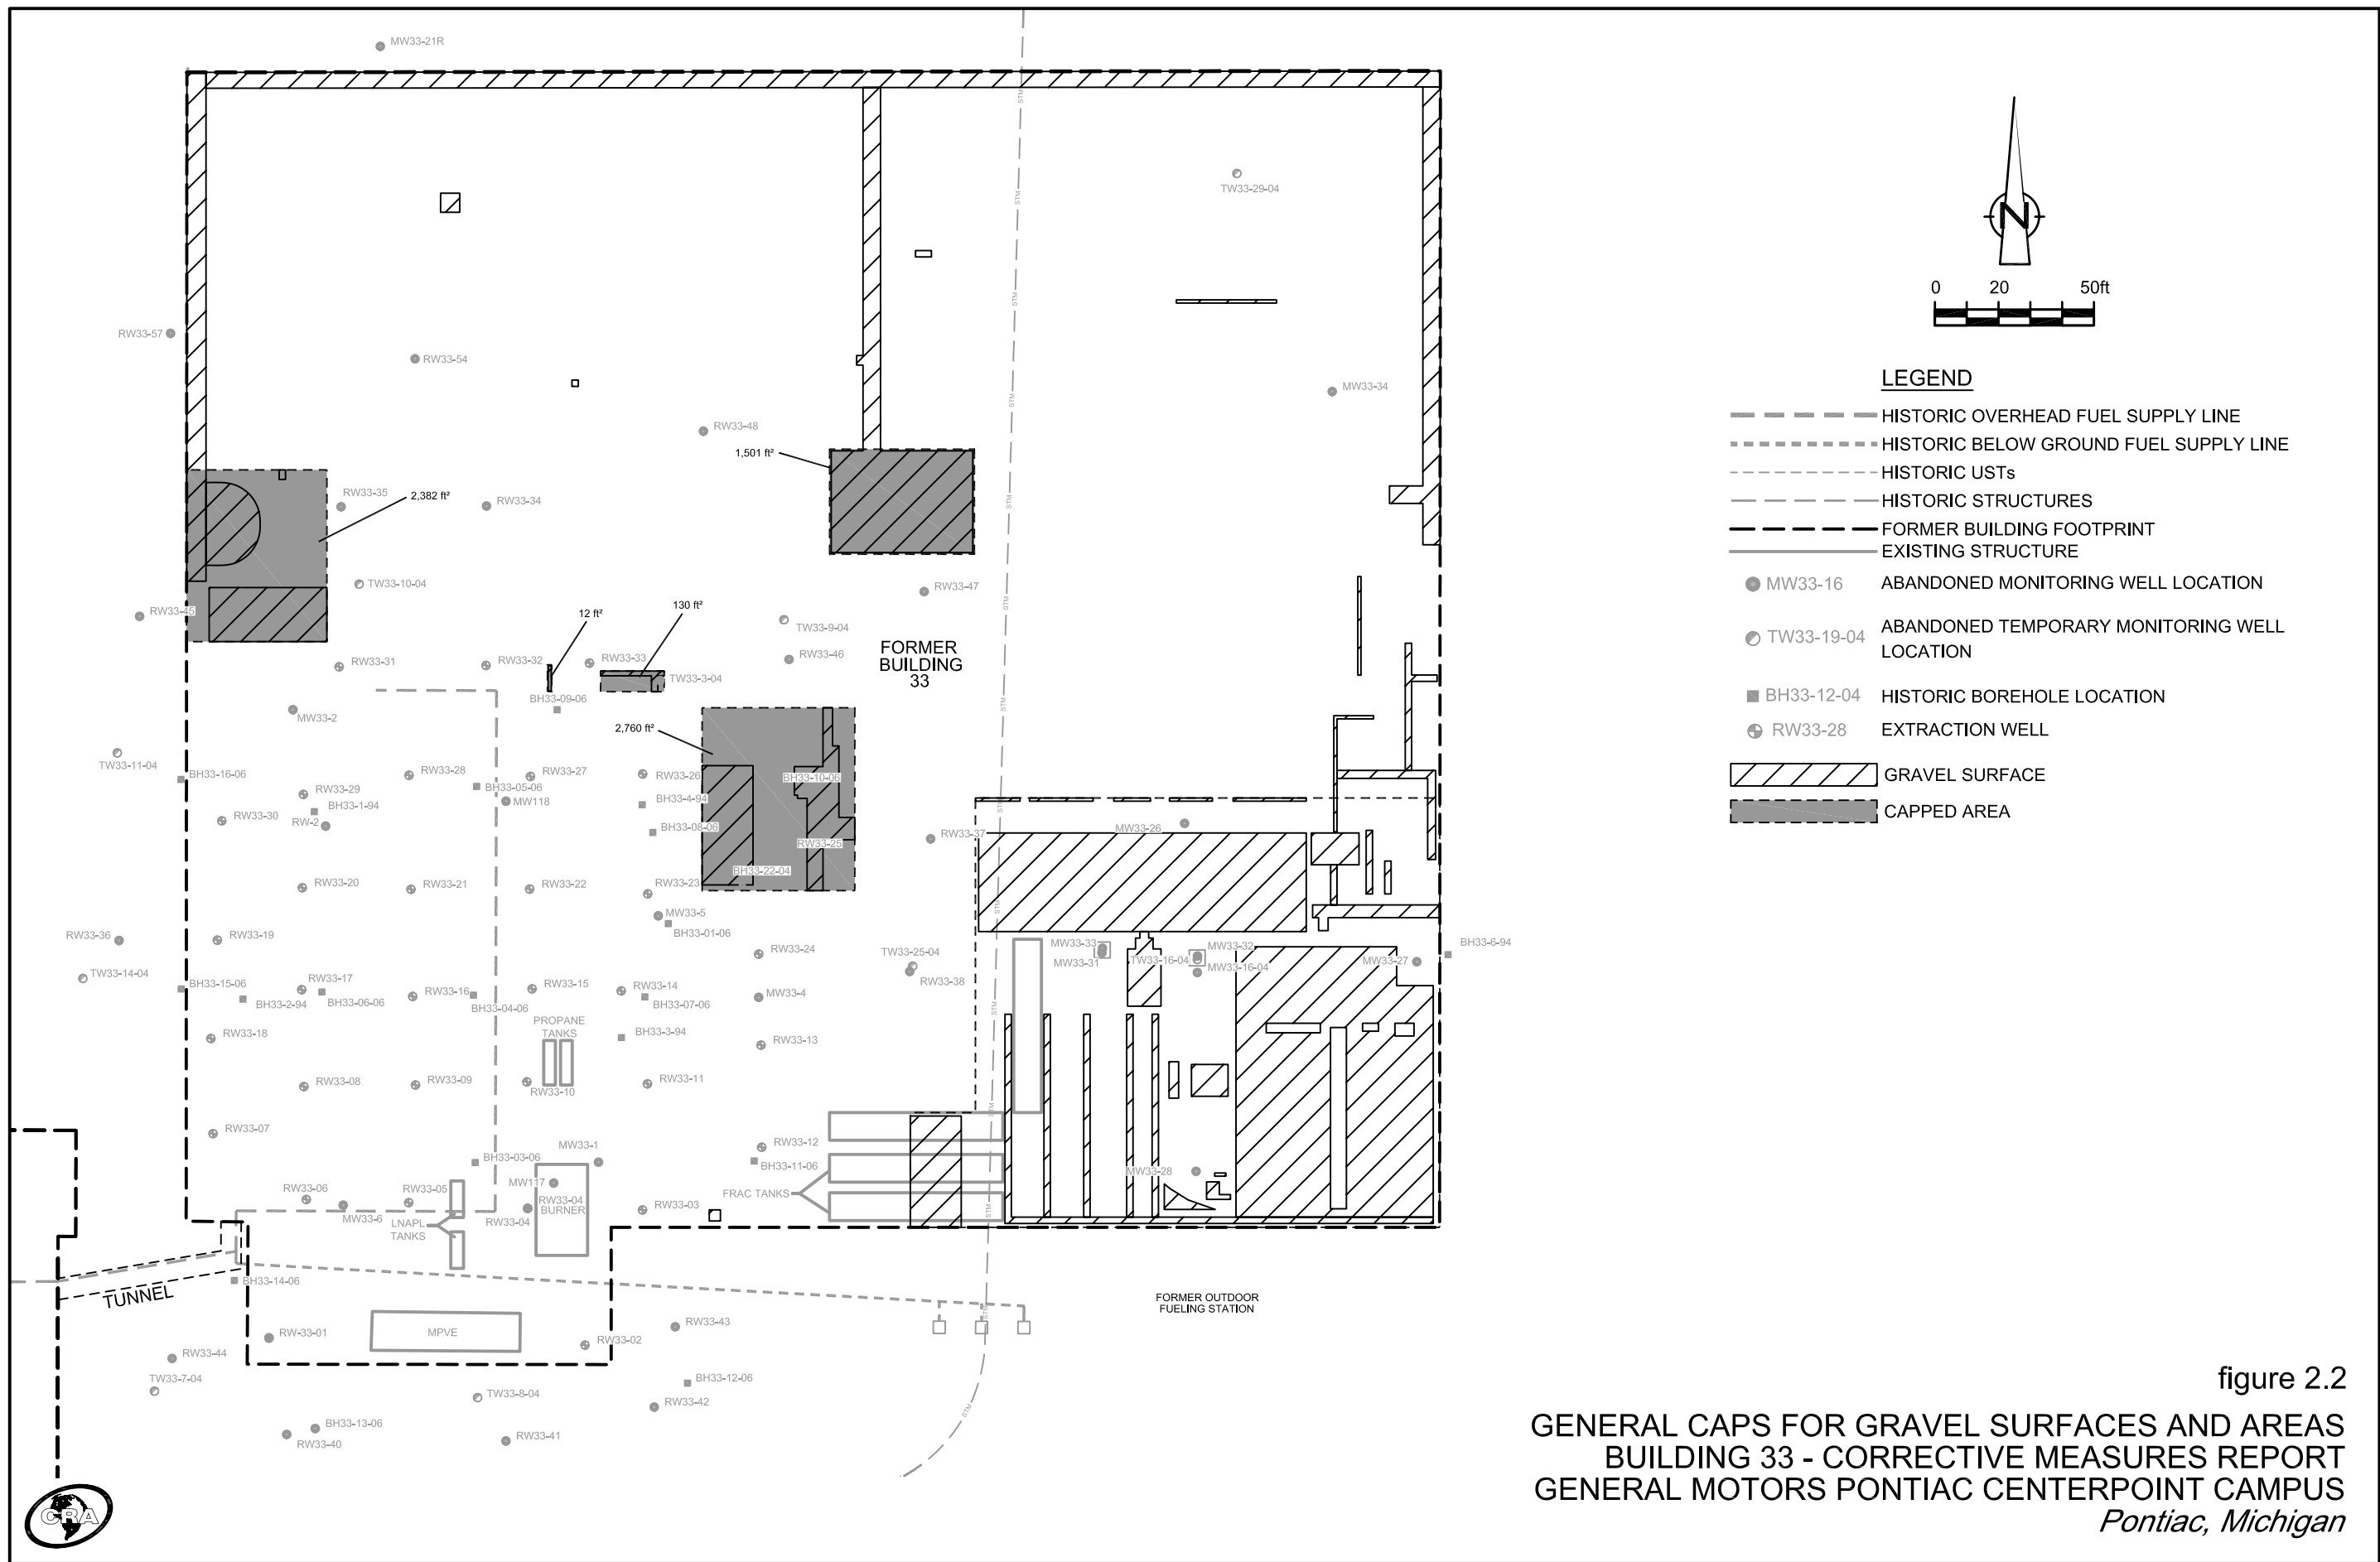 MW33-21R
STM
TW33-29-04
STM
RW33-57
RW33-54
STM
MW33-34
STM
RW33-48
1,501 ft²
RW33-35
2,382 ft²
RW33-34
STM
TW33-10-04
RW33-47
RW33-45
12 ft²
130 ft²
STM
TW33-9-04
RW33-31
RW33-32
RW33-33
RW33-46
FORMER
BUILDING
33
TW33-3-04
BH33-09-06
MW33-2
STM
2,760 ft²
TW33-11-04
BH33-16-06
RW33-28
RW33-27
RW33-26
BH33-10-06
RW33-29
BH33-05-06
MW118
BH33-4-94
STM
BH33-1-94
RW33-30
RW-2
BH33-08-06
RW33-25
RW33-37
MW33-26
BH33-22-04
RW33-20
RW33-21
RW33-22
RW33-23
STM
MW33-5
BH33-01-06
RW33-36
RW33-19
RW33-24
TW33-25-04
RW33-38
MW33-33
MW33-31
MW33-32
TW33-16-04
MW33-16-04
MW33-27
BH33-6-94
TW33-14-04
BH33-15-06
RW33-17
BH33-2-94
BH33-06-06
RW33-16
BH33-04-06
RW33-15
RW33-14
BH33-07-06
MW33-4
STM
PROPANE
TANKS
BH33-3-94
RW33-18
RW33-13
RW33-08
RW33-09
RW33-10
RW33-11
STM
RW33-07
MW33-1
RW33-12
BH33-11-06
BH33-03-06
MW117
FRAC TANKS
MW33-28
RW33-06
RW33-05
RW33-04
BURNER
RW33-04
RW33-03
MW33-6
LNAPL
TANKS
STM
BH33-14-06
TUNNEL
STM
FORMER OUTDOOR
FUELING STATION
RW-33-01
MPVE
RW33-02
RW33-43
RW33-44
TW33-7-04
TW33-8-04
BH33-12-06
RW33-42
STM
BH33-13-06
RW33-40
RW33-41
CRA
N
0 20 50ft
LEGEND
HISTORIC OVERHEAD FUEL SUPPLY LINE
HISTORIC BELOW GROUND FUEL SUPPLY LINE
HISTORIC USTs
HISTORIC STRUCTURES
FORMER BUILDING FOOTPRINT
EXISTING STRUCTURE
MW33-16 ABANDONED MONITORING WELL LOCATION
TW33-19-04 ABANDONED TEMPORARY MONITORING WELL
LOCATION
BH33-12-04 HISTORIC BOREHOLE LOCATION
RW33-28 EXTRACTION WELL
GRAVEL SURFACE
CAPPED AREA
figure 2.2
GENERAL CAPS FOR GRAVEL SURFACES AND AREAS
BUILDING 33 - CORRECTIVE MEASURES REPORT
GENERAL MOTORS PONTIAC CENTERPOINT CAMPUS
Pontiac, Michigan